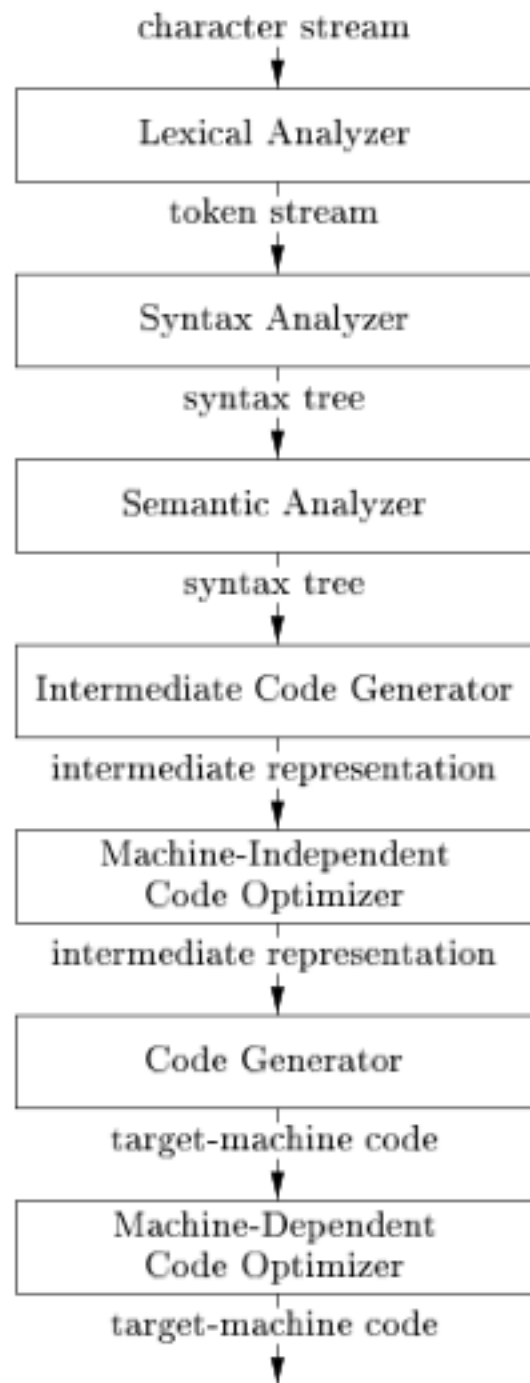 character stream
Lexical Analyzer
token stream
Syntax Analyzer
syntax tree
Semantic Analyzer
syntax tree
Intermediate Code Generator
intermediate representation
Machine-Independent
Code Optimizer
intermediate representation
Code Generator
target-machine code
Machine-Dependent
Code Optimizer
target-machine code